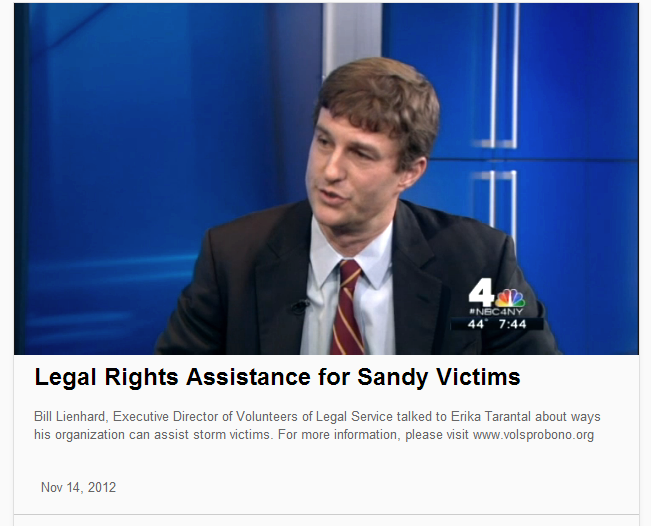 4
#NBC4NY
44° 7:44
Legal Rights Assistance for Sandy Victims
Bill Lienhard, Executive Director of Volunteers of Legal Service talked to Erika Tarantal about ways
his organization can assist storm victims. For more information, please visit www.volsprobono.org
Nov 14, 2012